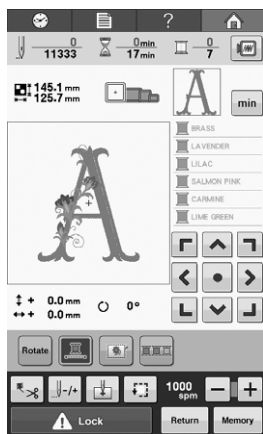 ?
0
11333
0min
17min
0
7
145.1 mm
125.7 mm
A
min
BRASS
LAVENDER
LILAC
SALMON PINK
CARMINE
LIME GREEN
A
+ 0.0 mm
+ 0.0 mm
0°
Rotate
-/+
1000
spm
- +
Lock
Return
Memory